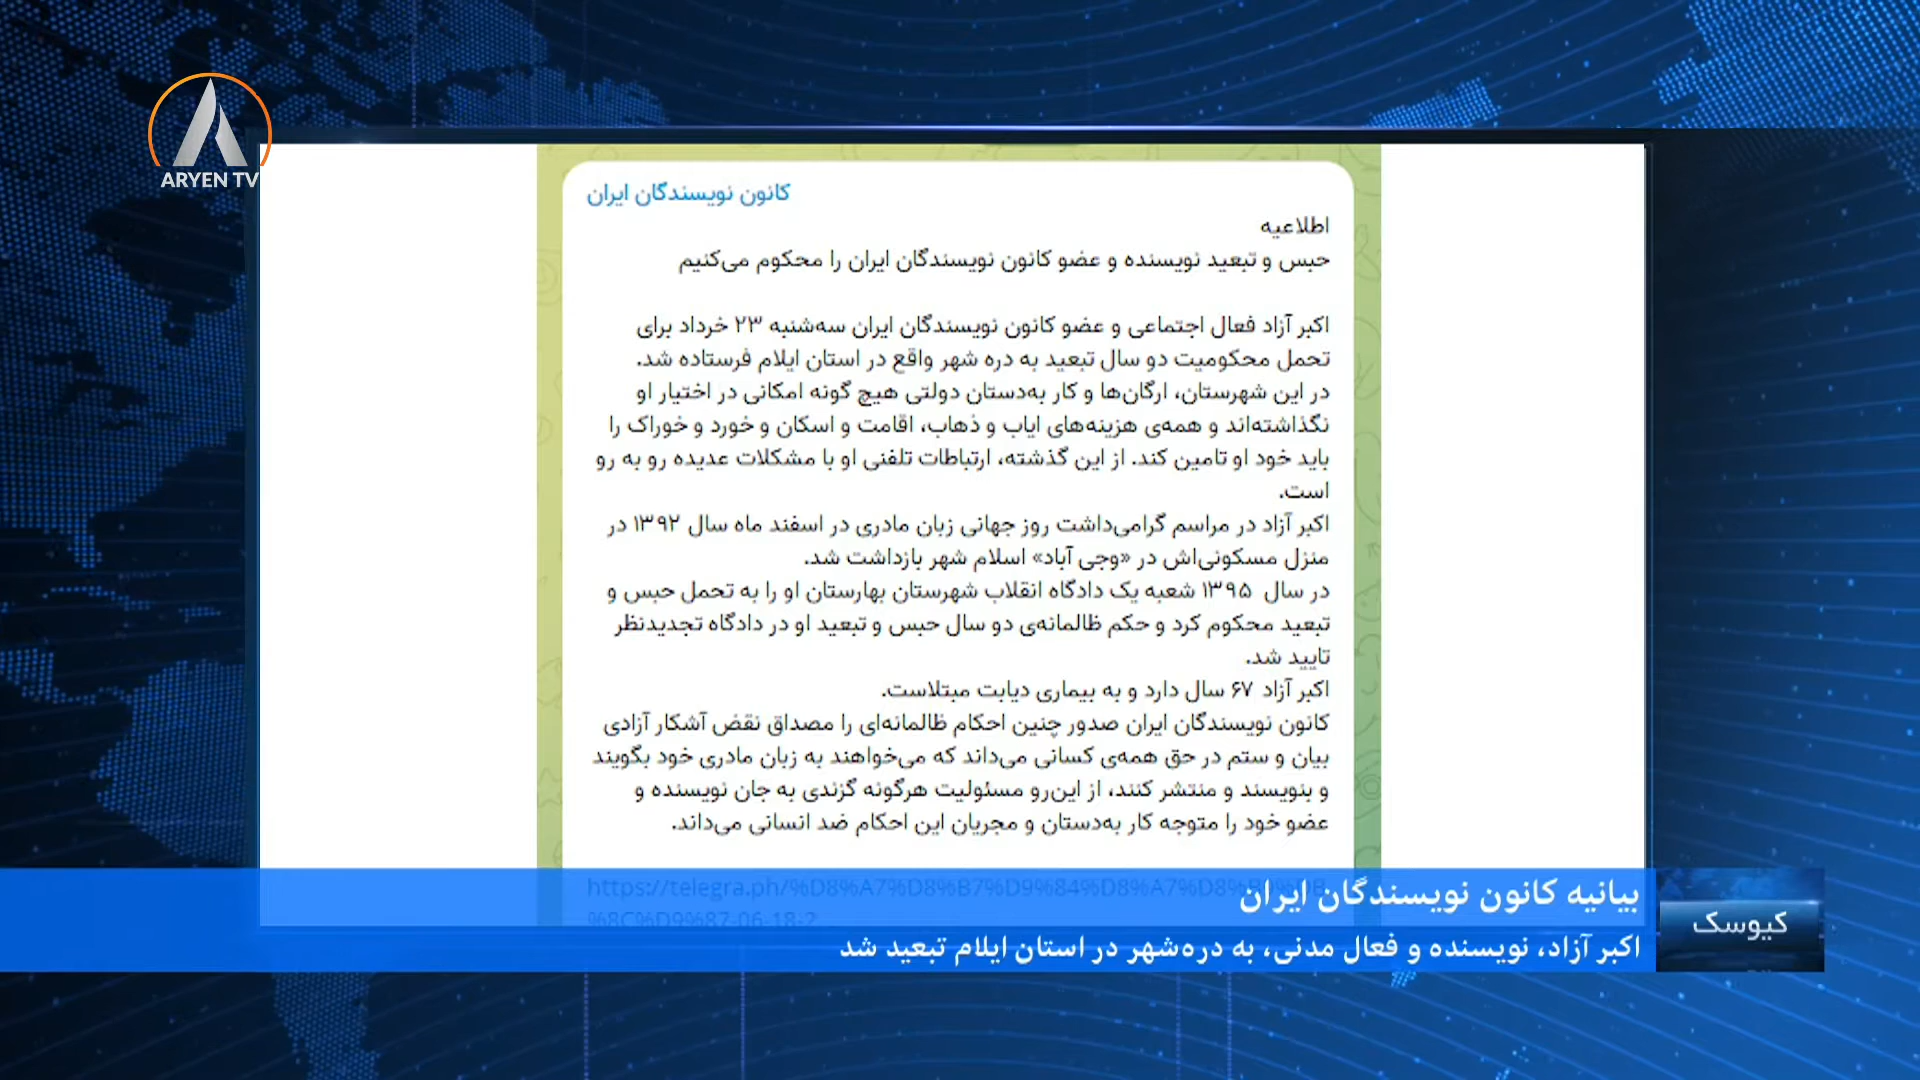 ARYEN TV
کانون نویسندگان ایران
اطلاعیه
حبس و تبعید نویسنده و عضو کانون نویسندگان ایران را محکوم می‌کنیم
اکبر آزاد فعال اجتماعی و عضو کانون نویسندگان ایران سه‌شنبه ۲۳ خرداد برای
تحمل محکومیت دو سال تبعید به دره شهر واقع در استان ایلام فرستاده شد.
در این شهرستان، ارگان‌ها و کار به‌دستان دولتی هیچ گونه امکانی در اختیار او
نگذاشته‌اند و همه‌ی هزینه‌های ایاب و ذهاب، اقامت و اسکان و خورد و خوراک را
باید خود او تامین کند. از این گذشته، ارتباطات تلفنی او با مشکلات عدیده رو به رو
است.
اکبر آزاد در مراسم گرامی‌داشت روز جهانی زبان مادری در اسفند ماه سال ۱۳۹۲ در
منزل مسکونی‌اش در «وجی آباد» اسلام شهر بازداشت شد.
در سال ۱۳۹۵ شعبه یک دادگاه انقلاب شهرستان بهارستان او را به تحمل حبس و
تبعید محکوم کرد و حکم ظالمانه‌ی دو سال حبس و تبعید او در دادگاه تجدیدنظر
تایید شد.
اکبر آزاد ۶۷ سال دارد و به بیماری دیابت مبتلاست.
کانون نویسندگان ایران صدور چنین احکام ظالمانه‌ای را مصداق نقض آشکار آزادی
بیان و ستم در حق همه‌ی کسانی می‌داند که می‌خواهند به زبان مادری خود بگویند
و بنویسند و منتشر کنند، از این‌رو مسئولیت هرگونه گزندی به جان نویسنده و
عضو خود را متوجه کار به‌دستان و مجریان این احکام ضد انسانی می‌داند.
بیانیه کانون نویسندگان ایران
اکبر آزاد، نویسنده و فعال مدنی، به دره‌شهر در استان ایلام تبعید شد
کیوسک